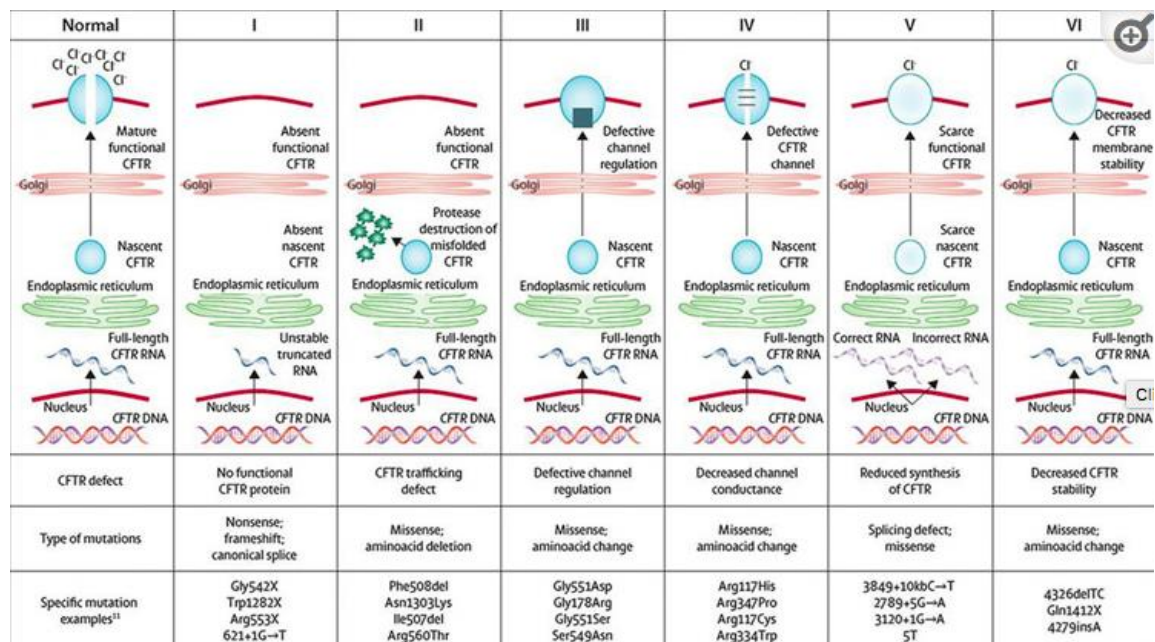 Normal
I
II
III
IV
V
VI
Cl⁻ Cl⁻ Cl⁻ Cl⁻ Cl⁻ Cl⁻ Cl⁻ Cl⁻
Mature
functional
CFTR
Golgi
Nascent
CFTR
Endoplasmic reticulum
Full-length
CFTR RNA
Nucleus
CFTR DNA
Absent
functional
CFTR
Golgi
Absent
nascent
CFTR
Endoplasmic reticulum
Unstable
truncated
RNA
Nucleus
CFTR DNA
Absent
functional
CFTR
Golgi
Protease
destruction of
misfolded
CFTR
Endoplasmic reticulum
Full-length
CFTR RNA
Nucleus
CFTR DNA
Defective
channel
regulation
Golgi
Nascent
CFTR
Endoplasmic reticulum
Full-length
CFTR RNA
Nucleus
CFTR DNA
Cl⁻
Defective
CFTR
channel
Golgi
Nascent
CFTR
Endoplasmic reticulum
Full-length
CFTR RNA
Nucleus
CFTR DNA
Cl⁻
Scarce
functional
CFTR
Golgi
Scarce
nascent
CFTR
Endoplasmic reticulum
Correct RNA Incorrect RNA
Nucleus
CFTR DNA
Cl⁻
Decreased
CFTR
membrane
stability
Golgi
Nascent
CFTR
Endoplasmic reticulum
Full-length
CFTR RNA
Nucleus
CFTR DNA
CFTR defect
No functional
CFTR protein
CFTR trafficking
defect
Defective channel
regulation
Decreased channel
conductance
Reduced synthesis
of CFTR
Decreased CFTR
stability
Type of mutations
Nonsense;
frameshift;
canonical splice
Missense;
aminoacid deletion
Missense;
aminoacid change
Missense;
aminoacid change
Splicing defect;
missense
Missense;
aminoacid change
Specific mutation
examples¹¹
Gly542X
Trp1282X
Arg553X
621+1G→T
Phe508del
Asn1303Lys
Ile507del
Arg560Thr
Gly551Asp
Gly178Arg
Gly551Ser
Ser549Asn
Arg117His
Arg347Pro
Arg117Cys
Arg334Trp
3849+10kbC→T
2789+5G→A
3120+1G→A
5T
4326delTC
Gln1412X
4279insA